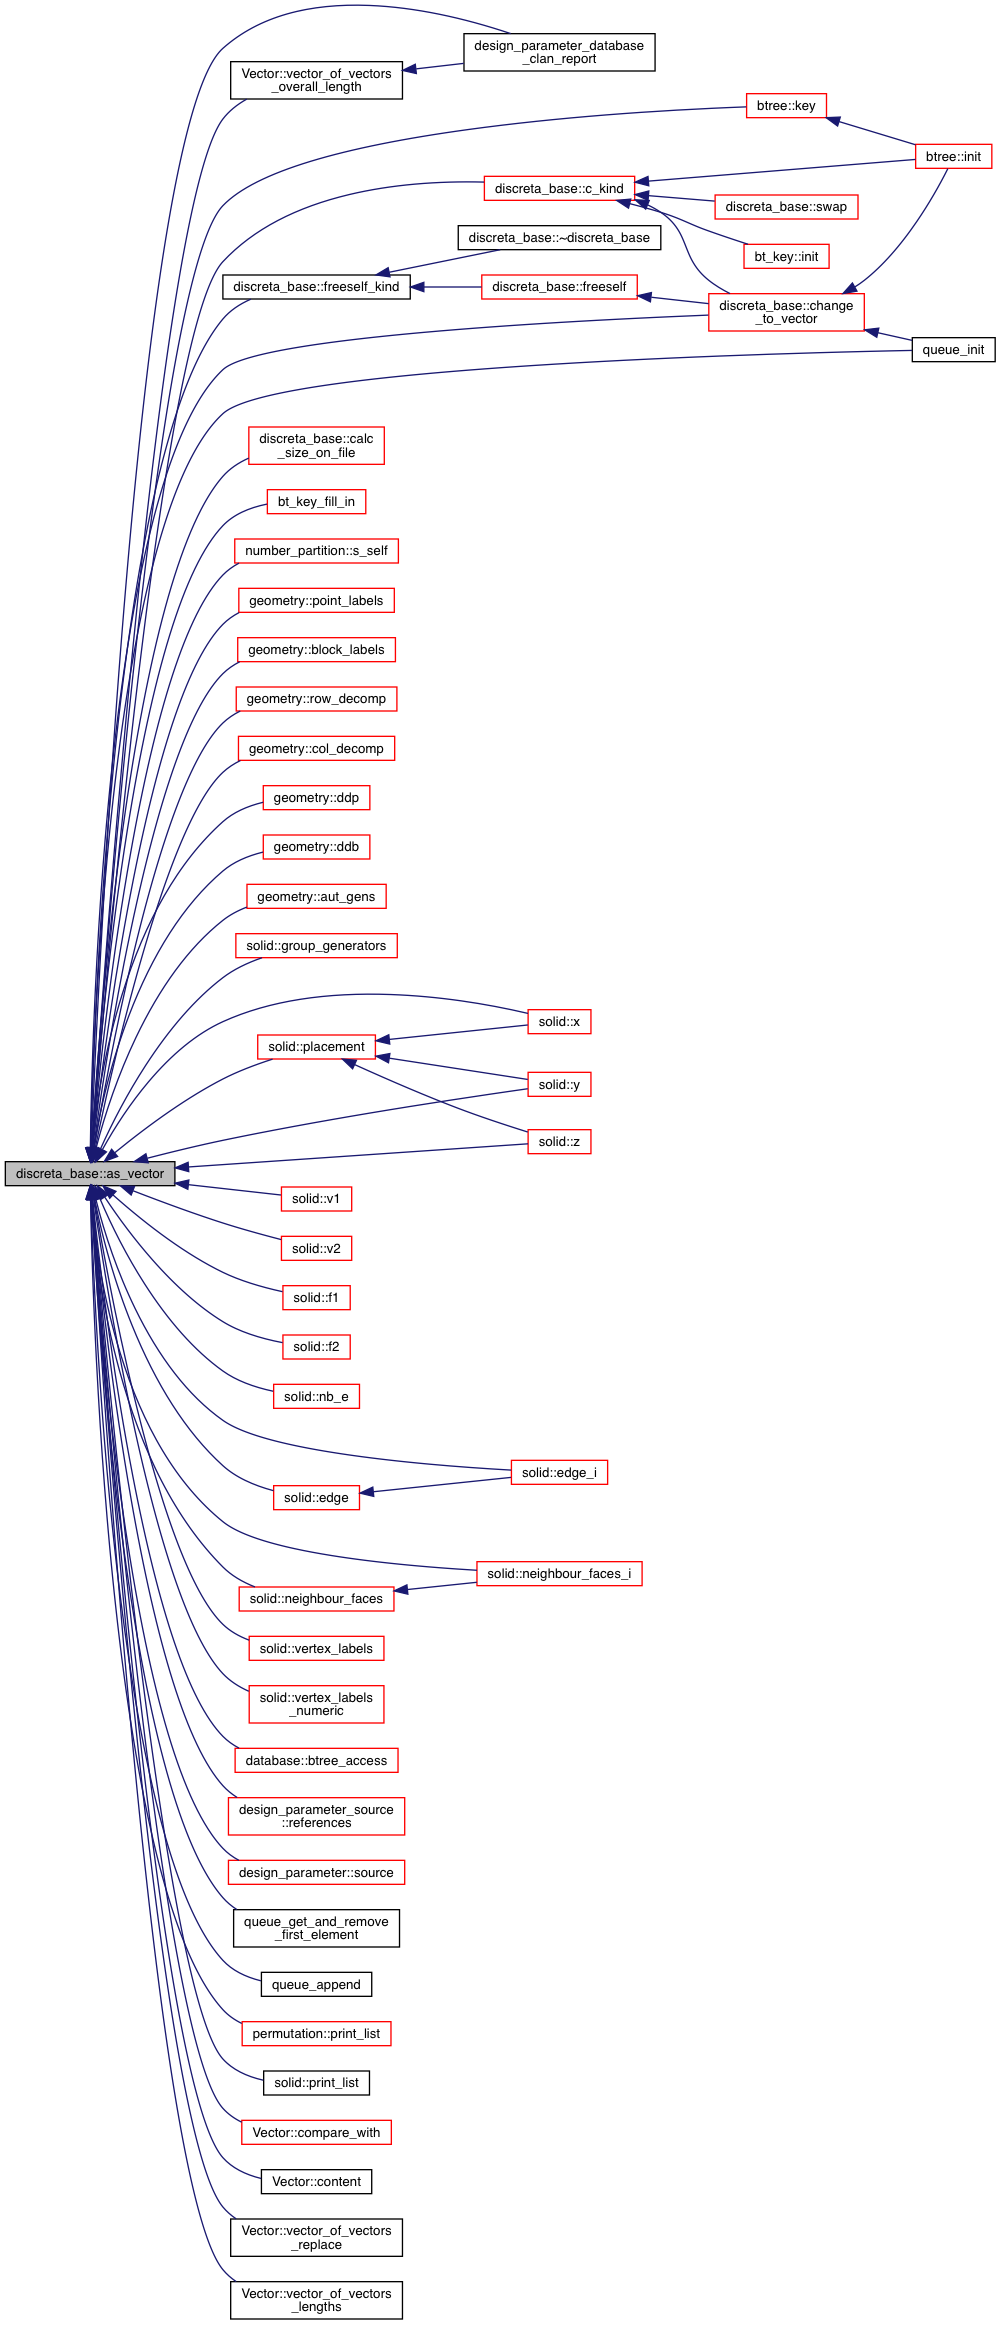 design_parameter_database
_clan_report
Vector::vector_of_vectors
_overall_length
btree::key
btree::init
discreta_base::c_kind
discreta_base::swap
discreta_base::~discreta_base
bt_key::init
discreta_base::freeself_kind
discreta_base::freeself
discreta_base::change
_to_vector
queue_init
discreta_base::calc
_size_on_file
bt_key_fill_in
number_partition::s_self
geometry::point_labels
geometry::block_labels
geometry::row_decomp
geometry::col_decomp
geometry::ddp
geometry::ddb
geometry::aut_gens
solid::group_generators
solid::x
solid::placement
solid::y
solid::z
discreta_base::as_vector
solid::v1
solid::v2
solid::f1
solid::f2
solid::nb_e
solid::edge_i
solid::edge
solid::neighbour_faces_i
solid::neighbour_faces
solid::vertex_labels
solid::vertex_labels
_numeric
database::btree_access
design_parameter_source
::references
design_parameter::source
queue_get_and_remove
_first_element
queue_append
permutation::print_list
solid::print_list
Vector::compare_with
Vector::content
Vector::vector_of_vectors
_replace
Vector::vector_of_vectors
_lengths